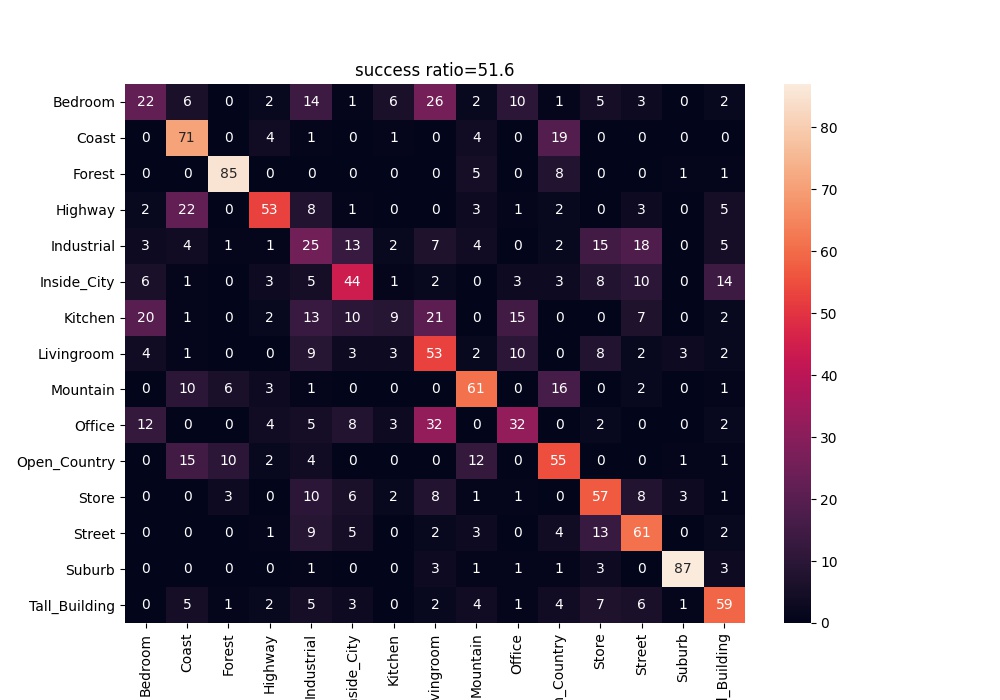 success ratio=51.6
Bedroom 22 6 0 2 14 1 6 26 2 10 1 5 3 0 2
Coast 0 71 0 4 1 0 1 0 4 0 19 0 0 0 0
Forest 0 0 85 0 0 0 0 0 5 0 8 0 0 1 1
Highway 2 22 0 53 8 1 0 0 3 1 2 0 3 0 5
Industrial 3 4 1 1 25 13 2 7 4 0 2 15 18 0 5
Inside_City 6 1 0 3 5 44 1 2 0 3 3 8 10 0 14
Kitchen 20 1 0 2 13 10 9 21 0 15 0 0 7 0 2
Livingroom 4 1 0 0 9 3 3 53 2 10 0 8 2 3 2
Mountain 0 10 6 3 1 0 0 0 61 0 16 0 2 0 1
Office 12 0 0 4 5 8 3 32 0 32 0 2 0 0 2
Open_Country 0 15 10 2 4 0 0 0 12 0 55 0 0 1 1
Store 0 0 3 0 10 6 2 8 1 1 0 57 8 3 1
Street 0 0 0 1 9 5 0 2 3 0 4 13 61 0 2
Suburb 0 0 0 0 1 0 0 3 1 1 1 3 0 87 3
Tall_Building 0 5 1 2 5 3 0 2 4 1 4 7 6 1 59
Bedroom
Coast
Forest
Highway
Industrial
side_City
Kitchen
vingroom
Mountain
Office
_Country
Store
Street
Suburb
_Building
80
70
60
50
40
30
20
10
0